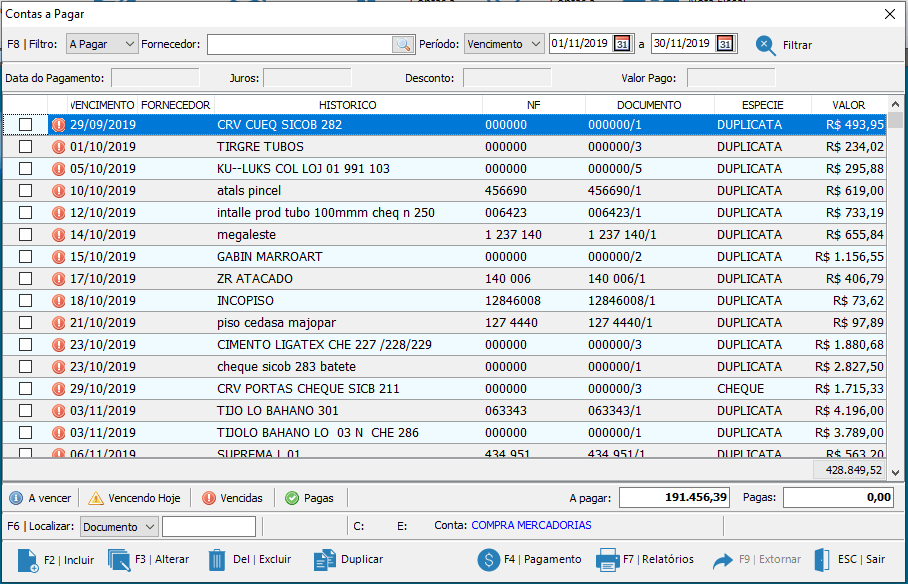 Contas a Pagar
F8 | Filtro: A Pagar Fornecedor: Período: Vencimento 01/11/2019 31 a 30/11/2019 31 Filtrar
Data do Pagamento: Juros: Desconto: Valor Pago:
VENCIMENTO FORNECEDOR HISTORICO NF DOCUMENTO ESPECIE VALOR
29/09/2019 CRV CUEQ SICOB 282 000000 000000/1 DUPLICATA R$ 493,95
01/10/2019 TIRGRE TUBOS 000000 000000/3 DUPLICATA R$ 234,02
05/10/2019 KU--LUKS COL LOJ 01 991 103 000000 000000/5 DUPLICATA R$ 295,88
10/10/2019 atals pincel 456690 456690/1 DUPLICATA R$ 619,00
12/10/2019 intalle prod tubo 100mmm cheq n 250 006423 006423/1 DUPLICATA R$ 733,19
14/10/2019 megaleste 1 237 140 1 237 140/1 DUPLICATA R$ 655,84
15/10/2019 GABIN MARROART 000000 000000/2 DUPLICATA R$ 1.156,55
17/10/2019 ZR ATACADO 140 006 140 006/1 DUPLICATA R$ 406,79
18/10/2019 INCOPISO 12846008 12846008/1 DUPLICATA R$ 73,62
21/10/2019 piso cedasa majopar 127 4440 127 4440/1 DUPLICATA R$ 97,89
23/10/2019 CIMENTO LIGATEX CHE 227 /228/229 000000 000000/3 DUPLICATA R$ 1.880,68
23/10/2019 cheque sicob 283 batete 000000 000000/1 DUPLICATA R$ 2.827,50
29/10/2019 CRV PORTAS CHEQUE SICB 211 000000 000000/3 CHEQUE R$ 1.715,33
03/11/2019 TIJO LO BAHANO 301 063343 063343/1 DUPLICATA R$ 4.196,00
03/11/2019 TIJOLO BAHANO LO 03 N CHE 286 000000 000000/1 DUPLICATA R$ 3.789,00
06/11/2019 SUPREMA L 01 434 951 434 951/1 DUPLICATA R$ 563,20
428.849,52
A vencer Vencendo Hoje Vencidas Pagas A pagar: 191.456,39 Pagas: 0,00
F6 | Localizar: Documento C: E: Conta: COMPRA MERCADORIAS
F2 | Incluir F3 | Alterar Del | Excluir Duplicar F4 | Pagamento F7 | Relatórios F9 | Extornar ESC | Sair